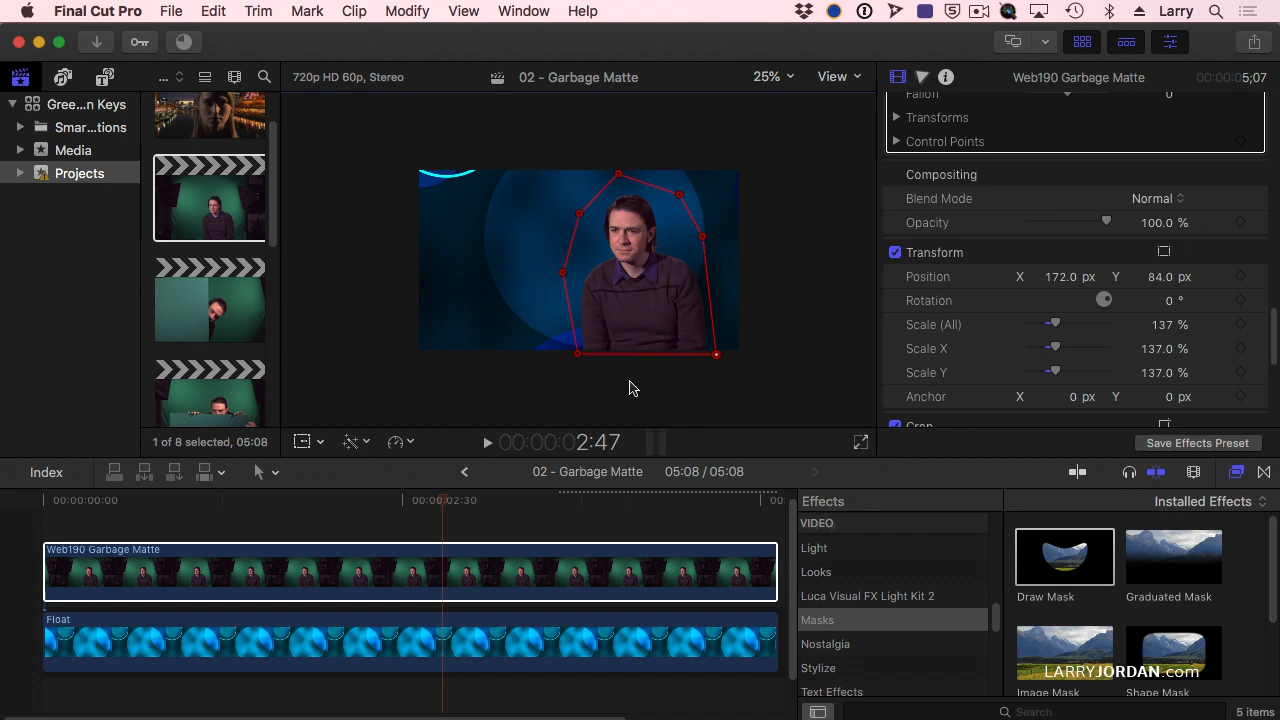 Final Cut Pro File Edit Trim Mark Clip Modify View Window Help Larry
720p HD 60p, Stereo 02 - Garbage Matte 25% View
Web190 Garbage Matte 00:00:05;07
Gree...n Keys
Smar...tions
Media
Projects
1 of 8 selected, 05:08
Falloff 0
Transforms
Control Points
Compositing
Blend Mode Normal
Opacity 100.0 %
Transform
Position X 172.0 px Y 84.0 px
Rotation 0 °
Scale (All) 137 %
Scale X 137.0 %
Scale Y 137.0 %
Anchor X 0 px Y 0 px
Crop
00:00:02:47
Save Effects Preset
Index 02 - Garbage Matte 05:08 / 05:08
00:00:00:00 00:00:02:30 00
Web190 Garbage Matte
Float
Effects Installed Effects
VIDEO
Light
Looks
Luca Visual FX Light Kit 2
Masks
Nostalgia
Stylize
Text Effects
Draw Mask Graduated Mask
Image Mask Shape Mask
LARRYJORDAN.com
Search 5 items